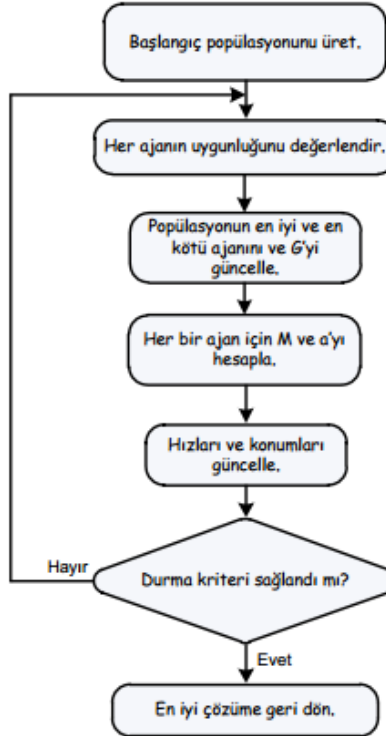 Başlangıç popülasyonunu üret.
Her ajanın uygunluğunu değerlendir.
Popülasyonun en iyi ve en
kötü ajanını ve G'yi
güncelle.
Her bir ajan için M ve a'yı
hesapla.
Hızları ve konumları
güncelle.
Hayır
Durma kriteri sağlandı mı?
Evet
En iyi çözüme geri dön.